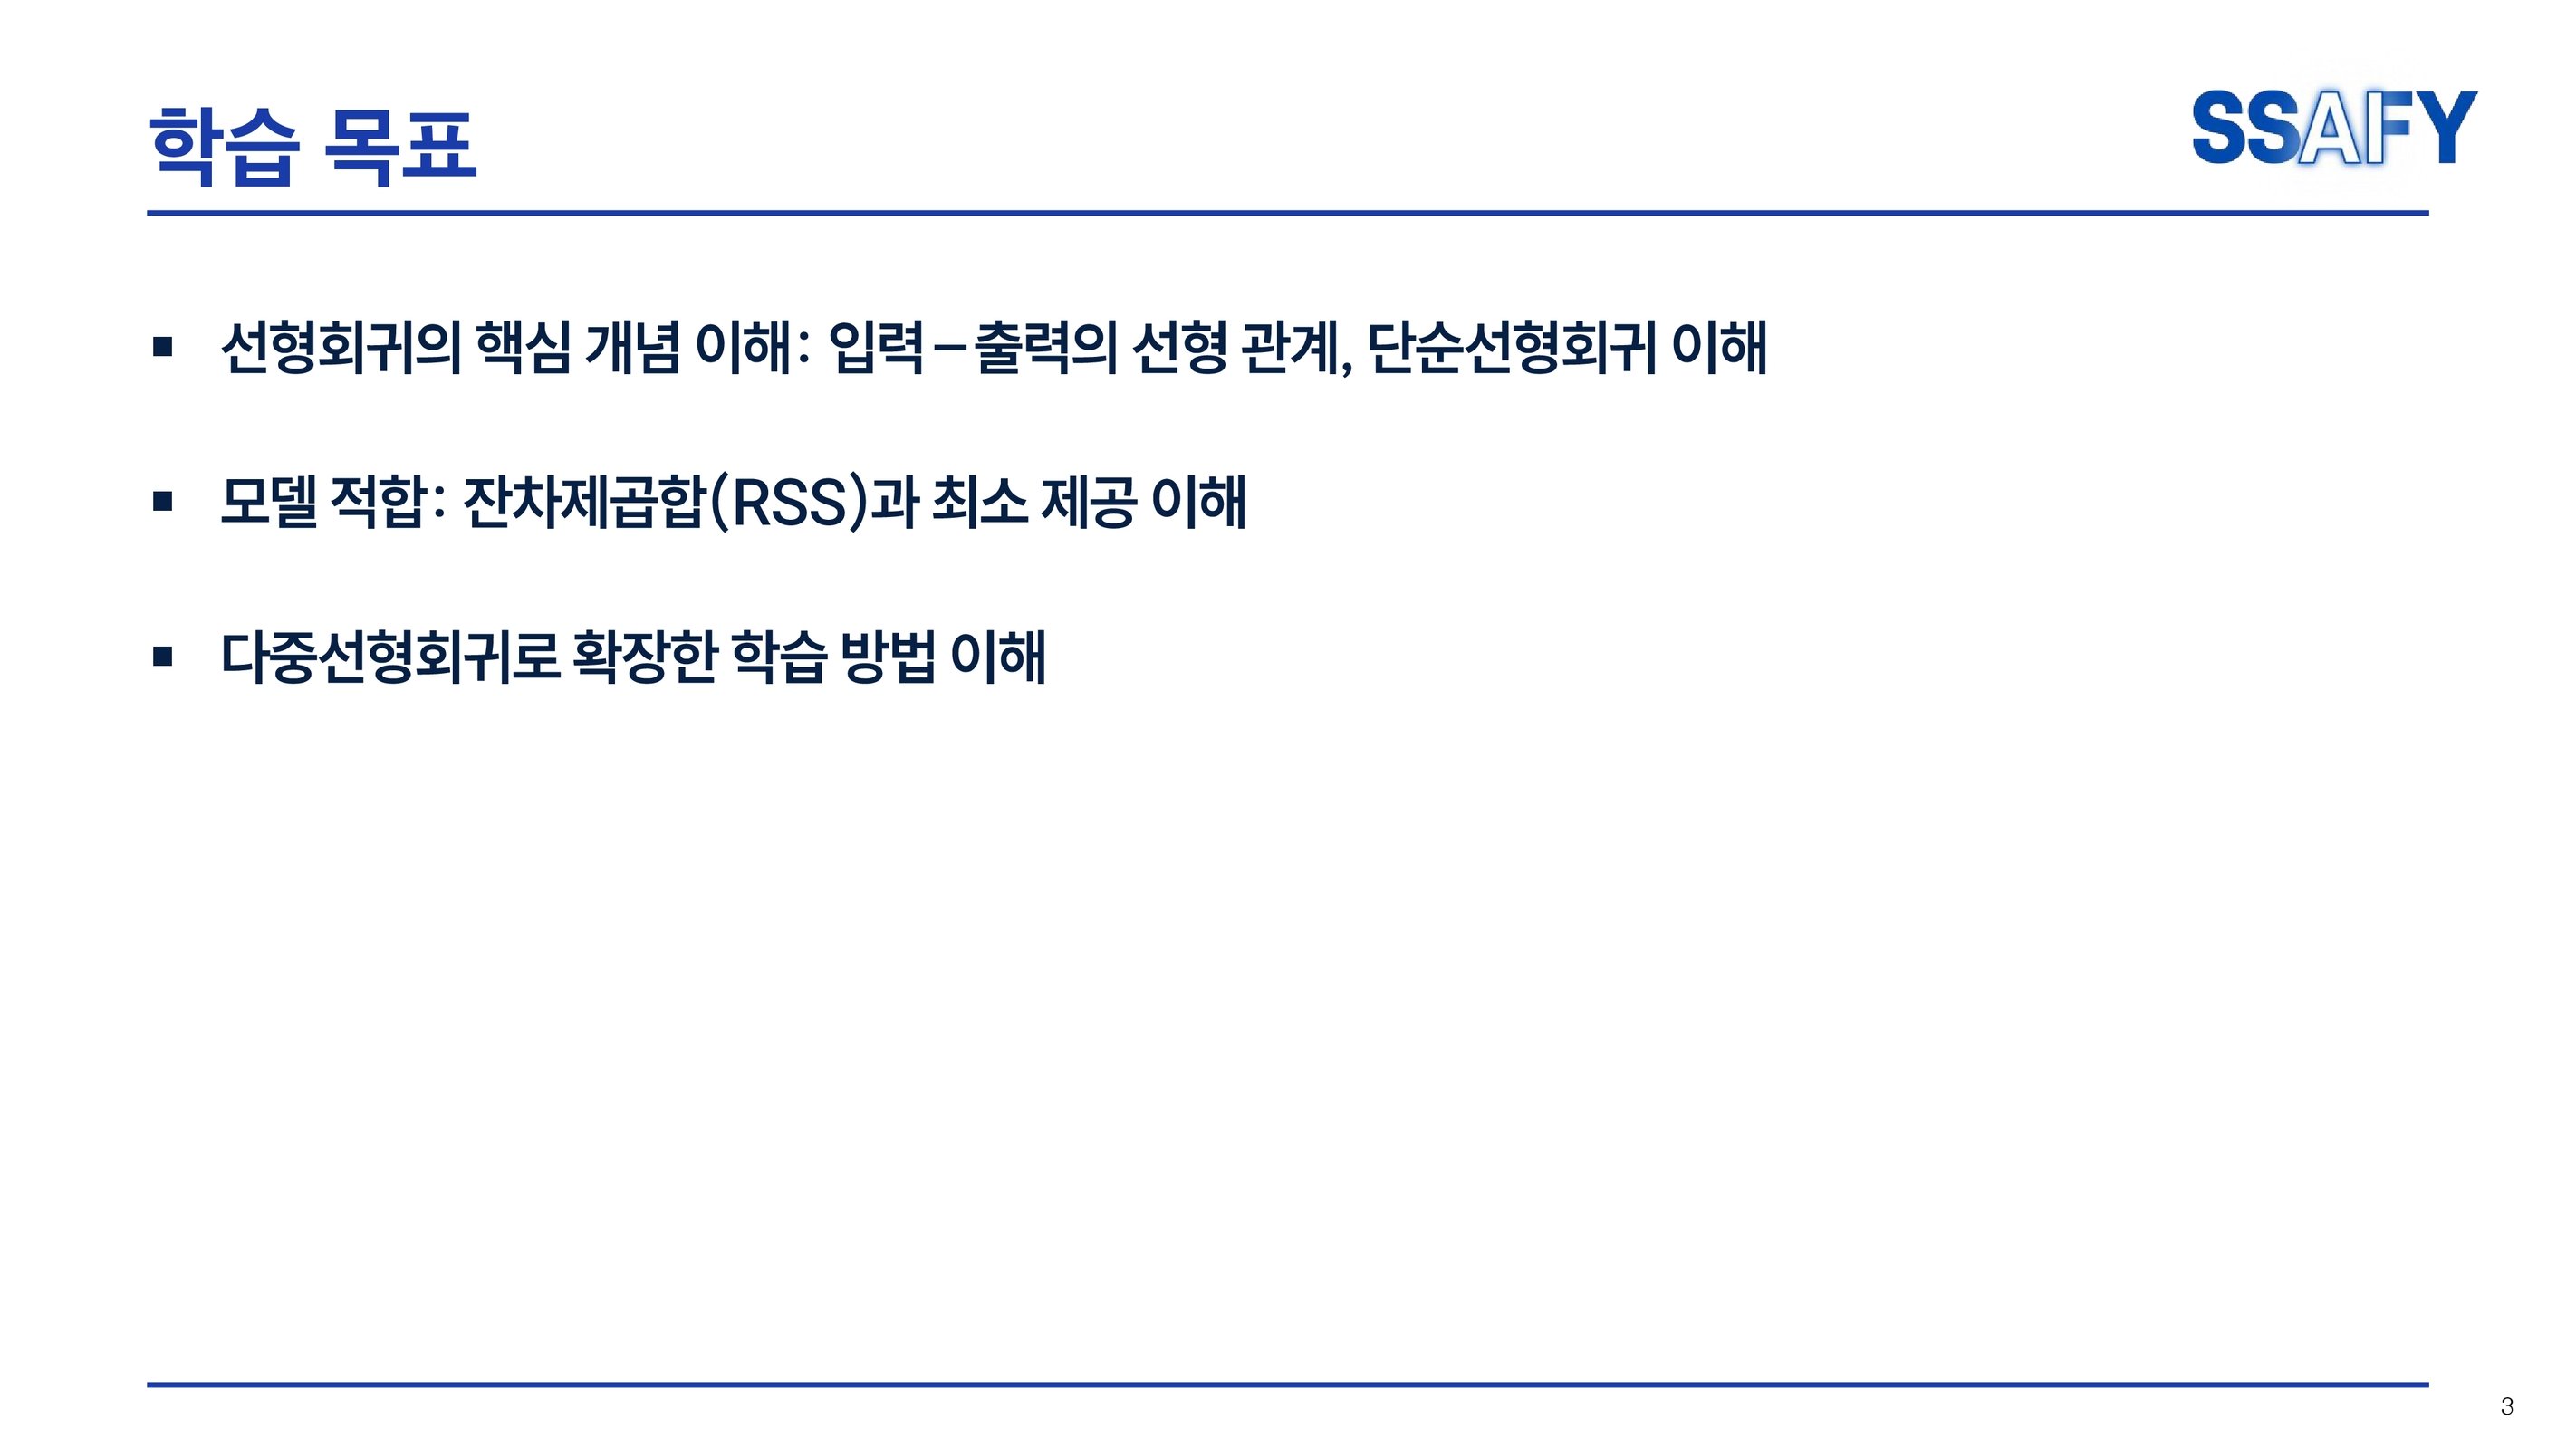 학습 목표
SSAFY
▪ 선형회귀의 핵심 개념 이해: 입력–출력의 선형 관계, 단순선형회귀 이해
▪ 모델 적합: 잔차제곱합(RSS)과 최소 제공 이해
▪ 다중선형회귀로 확장한 학습 방법 이해
3